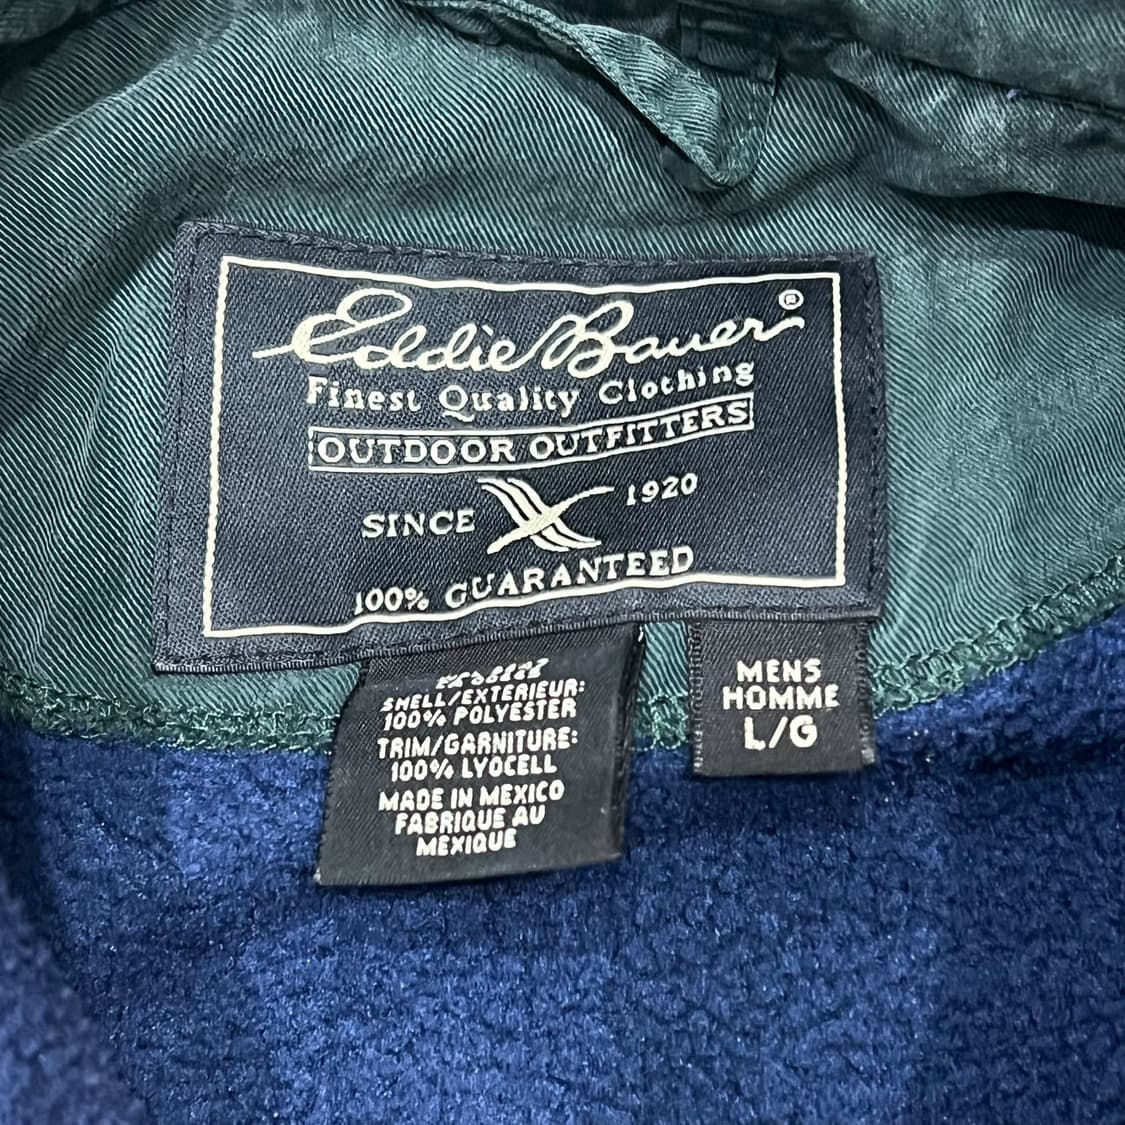 Eddie Bauer®
Finest Quality Clothing
OUTDOOR OUTFITTERS
SINCE 1920
100% GUARANTEED
SHELL/EXTERIEUR:
100% POLYESTER
TRIM/GARNITURE:
100% LYOCELL
MADE IN MEXICO
FABRIQUE AU
MEXIQUE
MENS
HOMME
L/G